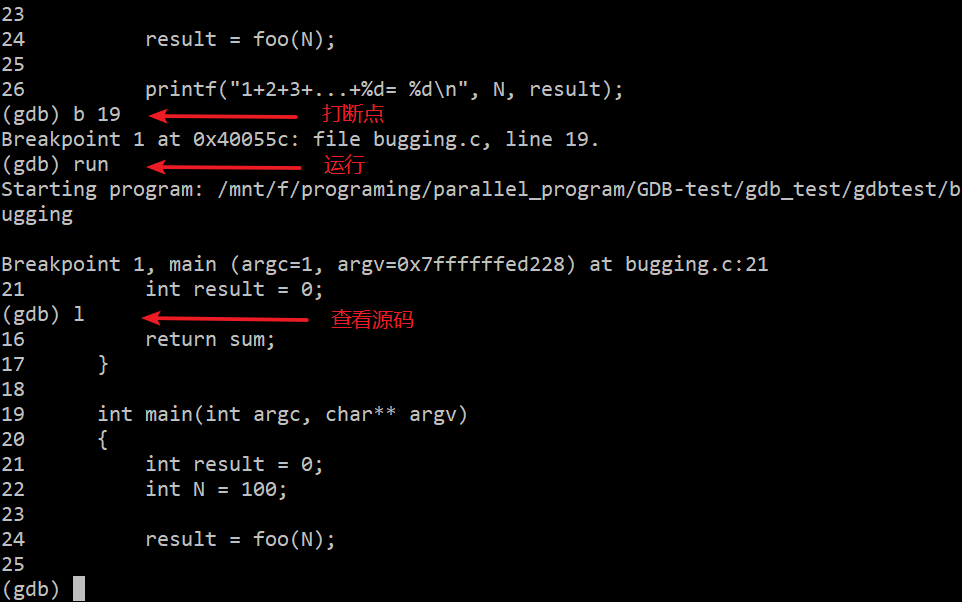 23
24          result = foo(N);
25
26          printf("1+2+3+...+%d= %d\n", N, result);
(gdb) b 19 打断点
Breakpoint 1 at 0x40055c: file bugging.c, line 19.
(gdb) run 运行
Starting program: /mnt/f/programing/parallel_program/GDB-test/gdb_test/gdbtest/b
ugging
Breakpoint 1, main (argc=1, argv=0x7ffffffed228) at bugging.c:21
21          int result = 0;
(gdb) l 查看源码
16          return sum;
17      }
18
19      int main(int argc, char** argv)
20      {
21          int result = 0;
22          int N = 100;
23
24          result = foo(N);
25
(gdb)